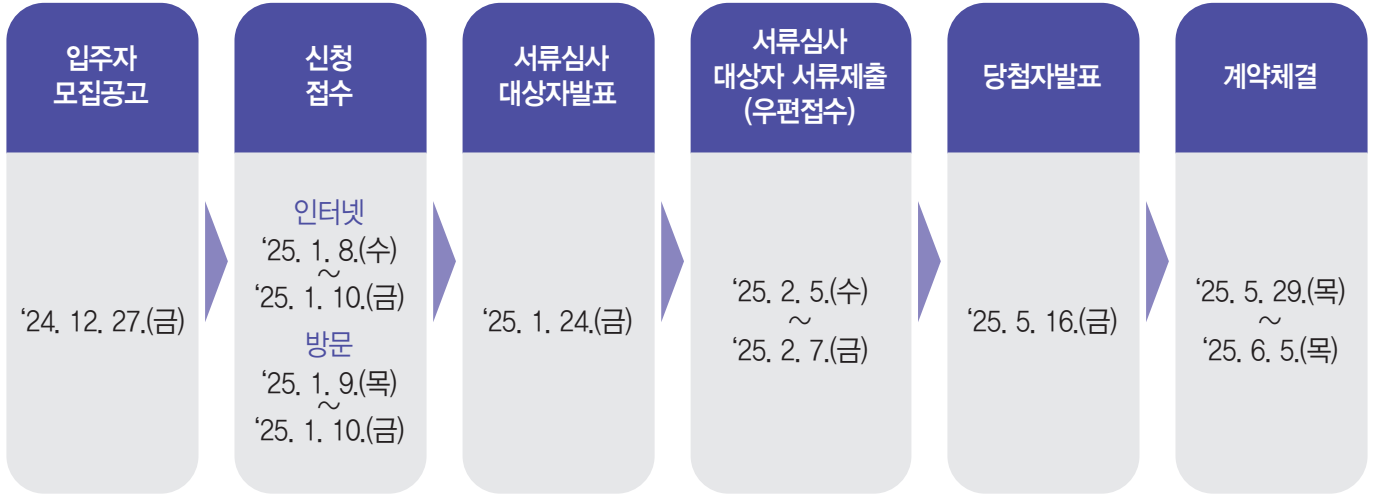 입주자
모집공고
‘24. 12. 27.(금)
신청
접수
인터넷
‘25. 1. 8.(수)
~
‘25. 1. 10.(금)
방문
‘25. 1. 9.(목)
~
‘25. 1. 10.(금)
서류심사
대상자발표
‘25. 1. 24.(금)
서류심사
대상자 서류제출
(우편접수)
‘25. 2. 5.(수)
~
‘25. 2. 7.(금)
당첨자발표
‘25. 5. 16.(금)
계약체결
‘25. 5. 29.(목)
~
‘25. 6. 5.(목)